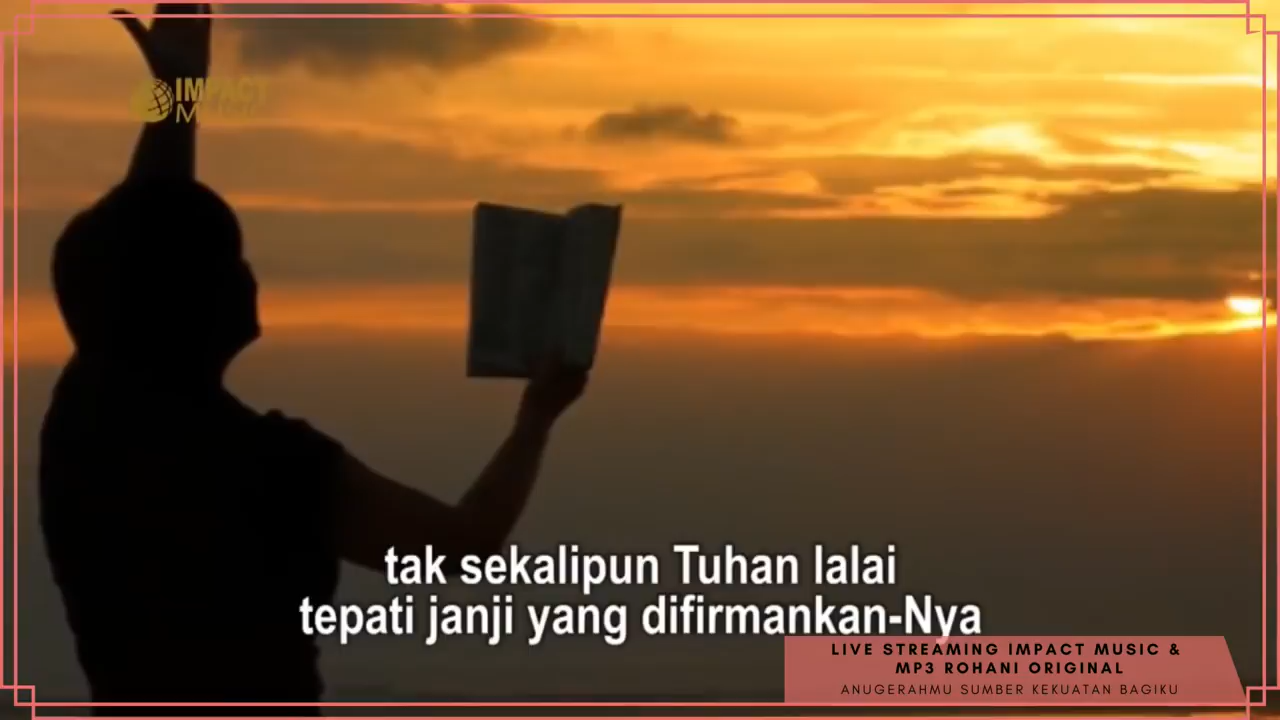 IMPACT
MUSIC
tak sekalipun Tuhan lalai
tepati janji yang difirmankan-Nya
LIVE STREAMING IMPACT MUSIC &
MP3 ROHANI ORIGINAL
ANUGERAHMU SUMBER KEKUATAN BAGIKU